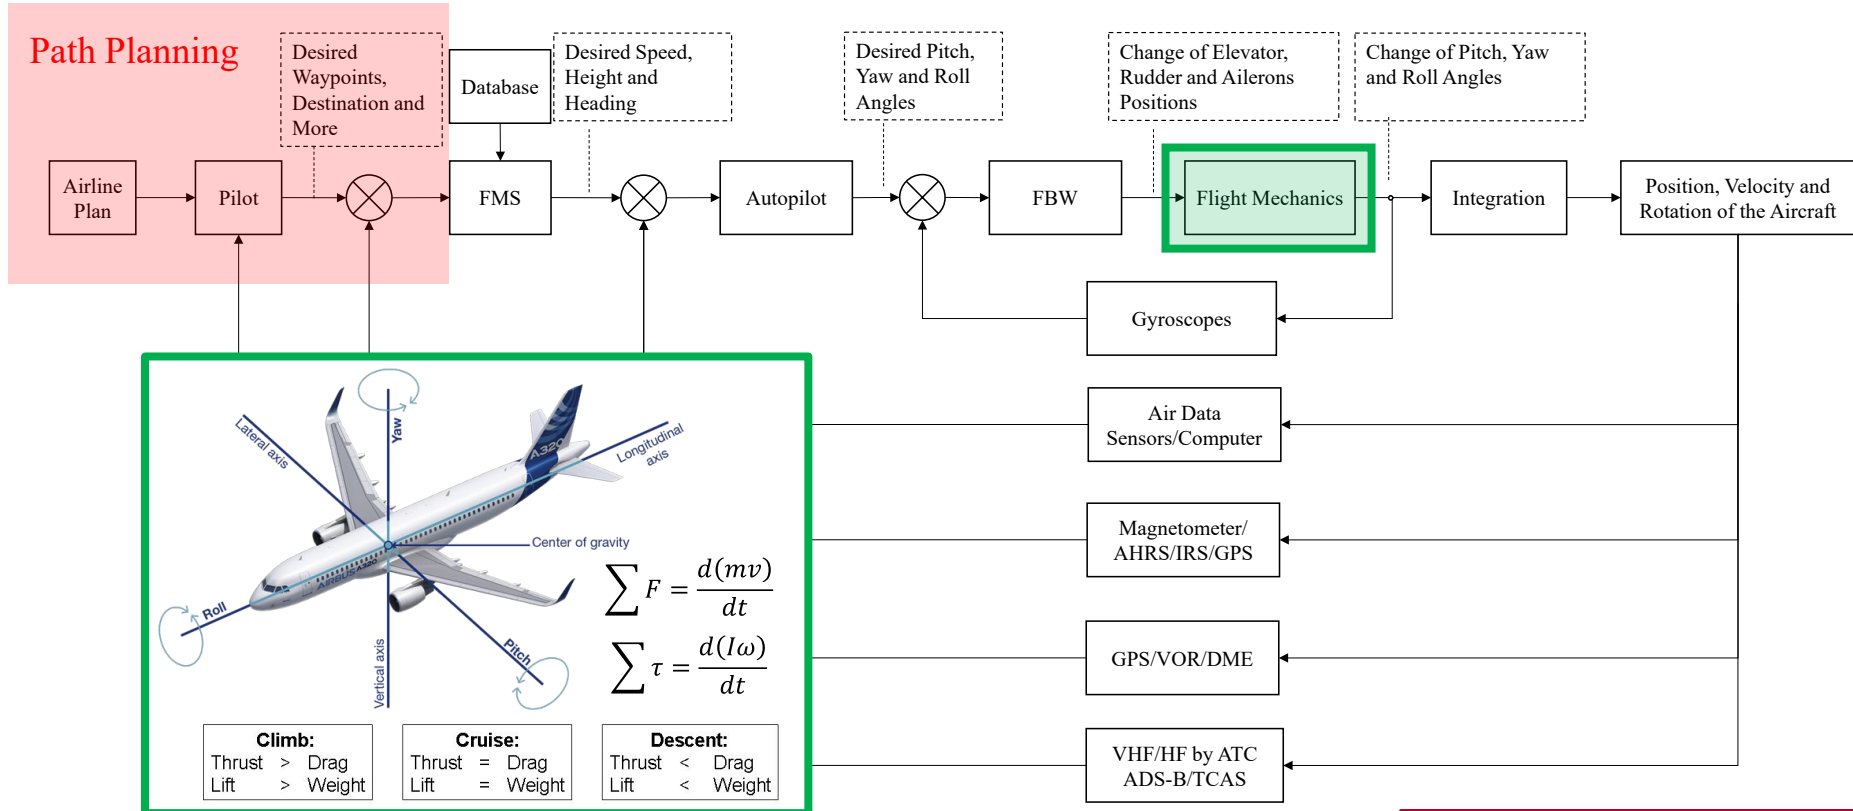 Path Planning
Desired
Waypoints,
Destination and
More
Database
Desired Speed,
Height and
Heading
Desired Pitch,
Yaw and Roll
Angles
Change of Elevator,
Rudder and Ailerons
Positions
Change of Pitch, Yaw
and Roll Angles
Airline
Plan
Pilot
FMS
Autopilot
FBW
Flight Mechanics
Integration
Position, Velocity and
Rotation of the Aircraft
Gyroscopes
Air Data
Sensors/Computer
Magnetometer/
AHRS/IRS/GPS
GPS/VOR/DME
VHF/HF by ATC
ADS-B/TCAS
Lateral axis
Yaw
Longitudinal
axis
A320
Center of gravity
AIRBUS A320
Roll
Pitch
Vertical axis
∑ F = d(mv)/dt
∑ τ = d(Iω)/dt
Climb:
Thrust > Drag
Lift > Weight
Cruise:
Thrust = Drag
Lift = Weight
Descent:
Thrust < Drag
Lift < Weight